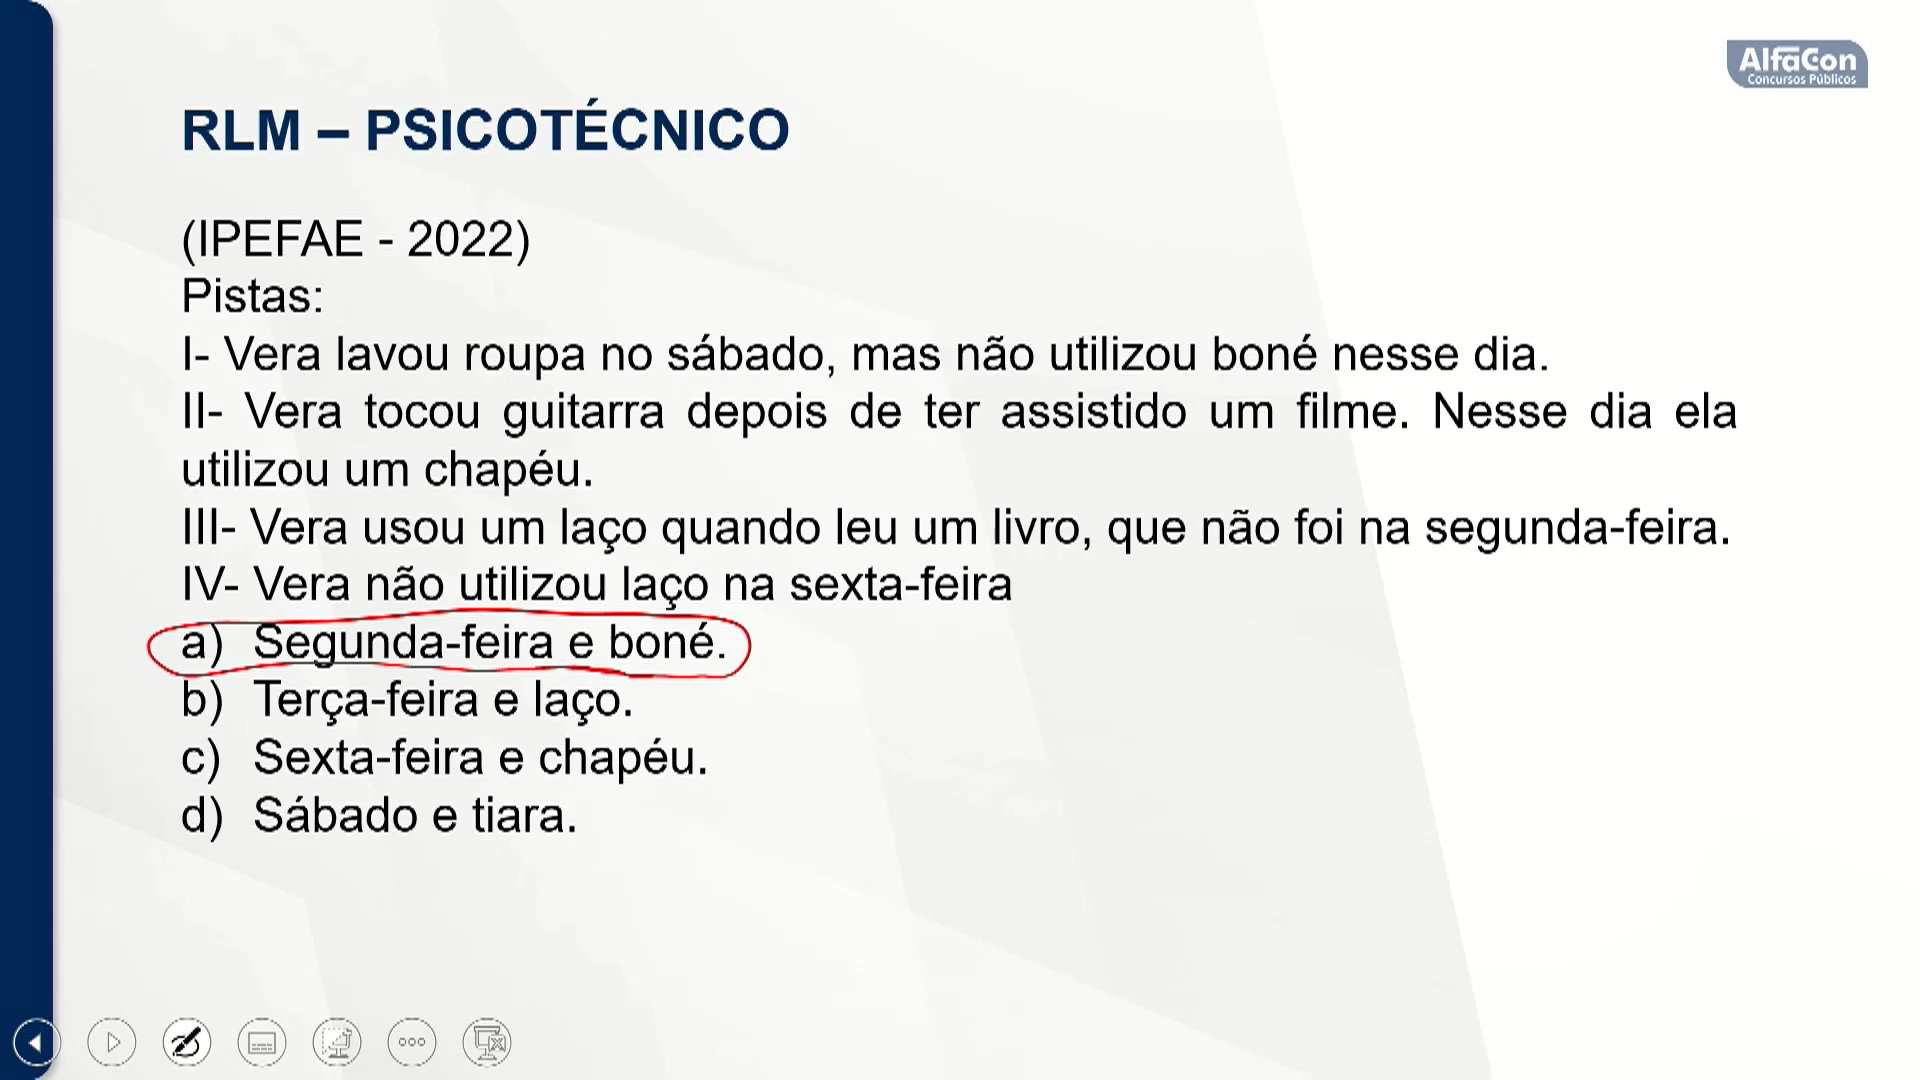 AlfaCon
Concursos Públicos
RLM – PSICOTÉCNICO
(IPEFAE - 2022)
Pistas:
I- Vera lavou roupa no sábado, mas não utilizou boné nesse dia.
II- Vera tocou guitarra depois de ter assistido um filme. Nesse dia ela
utilizou um chapéu.
III- Vera usou um laço quando leu um livro, que não foi na segunda-feira.
IV- Vera não utilizou laço na sexta-feira
a) Segunda-feira e boné.
b) Terça-feira e laço.
c) Sexta-feira e chapéu.
d) Sábado e tiara.